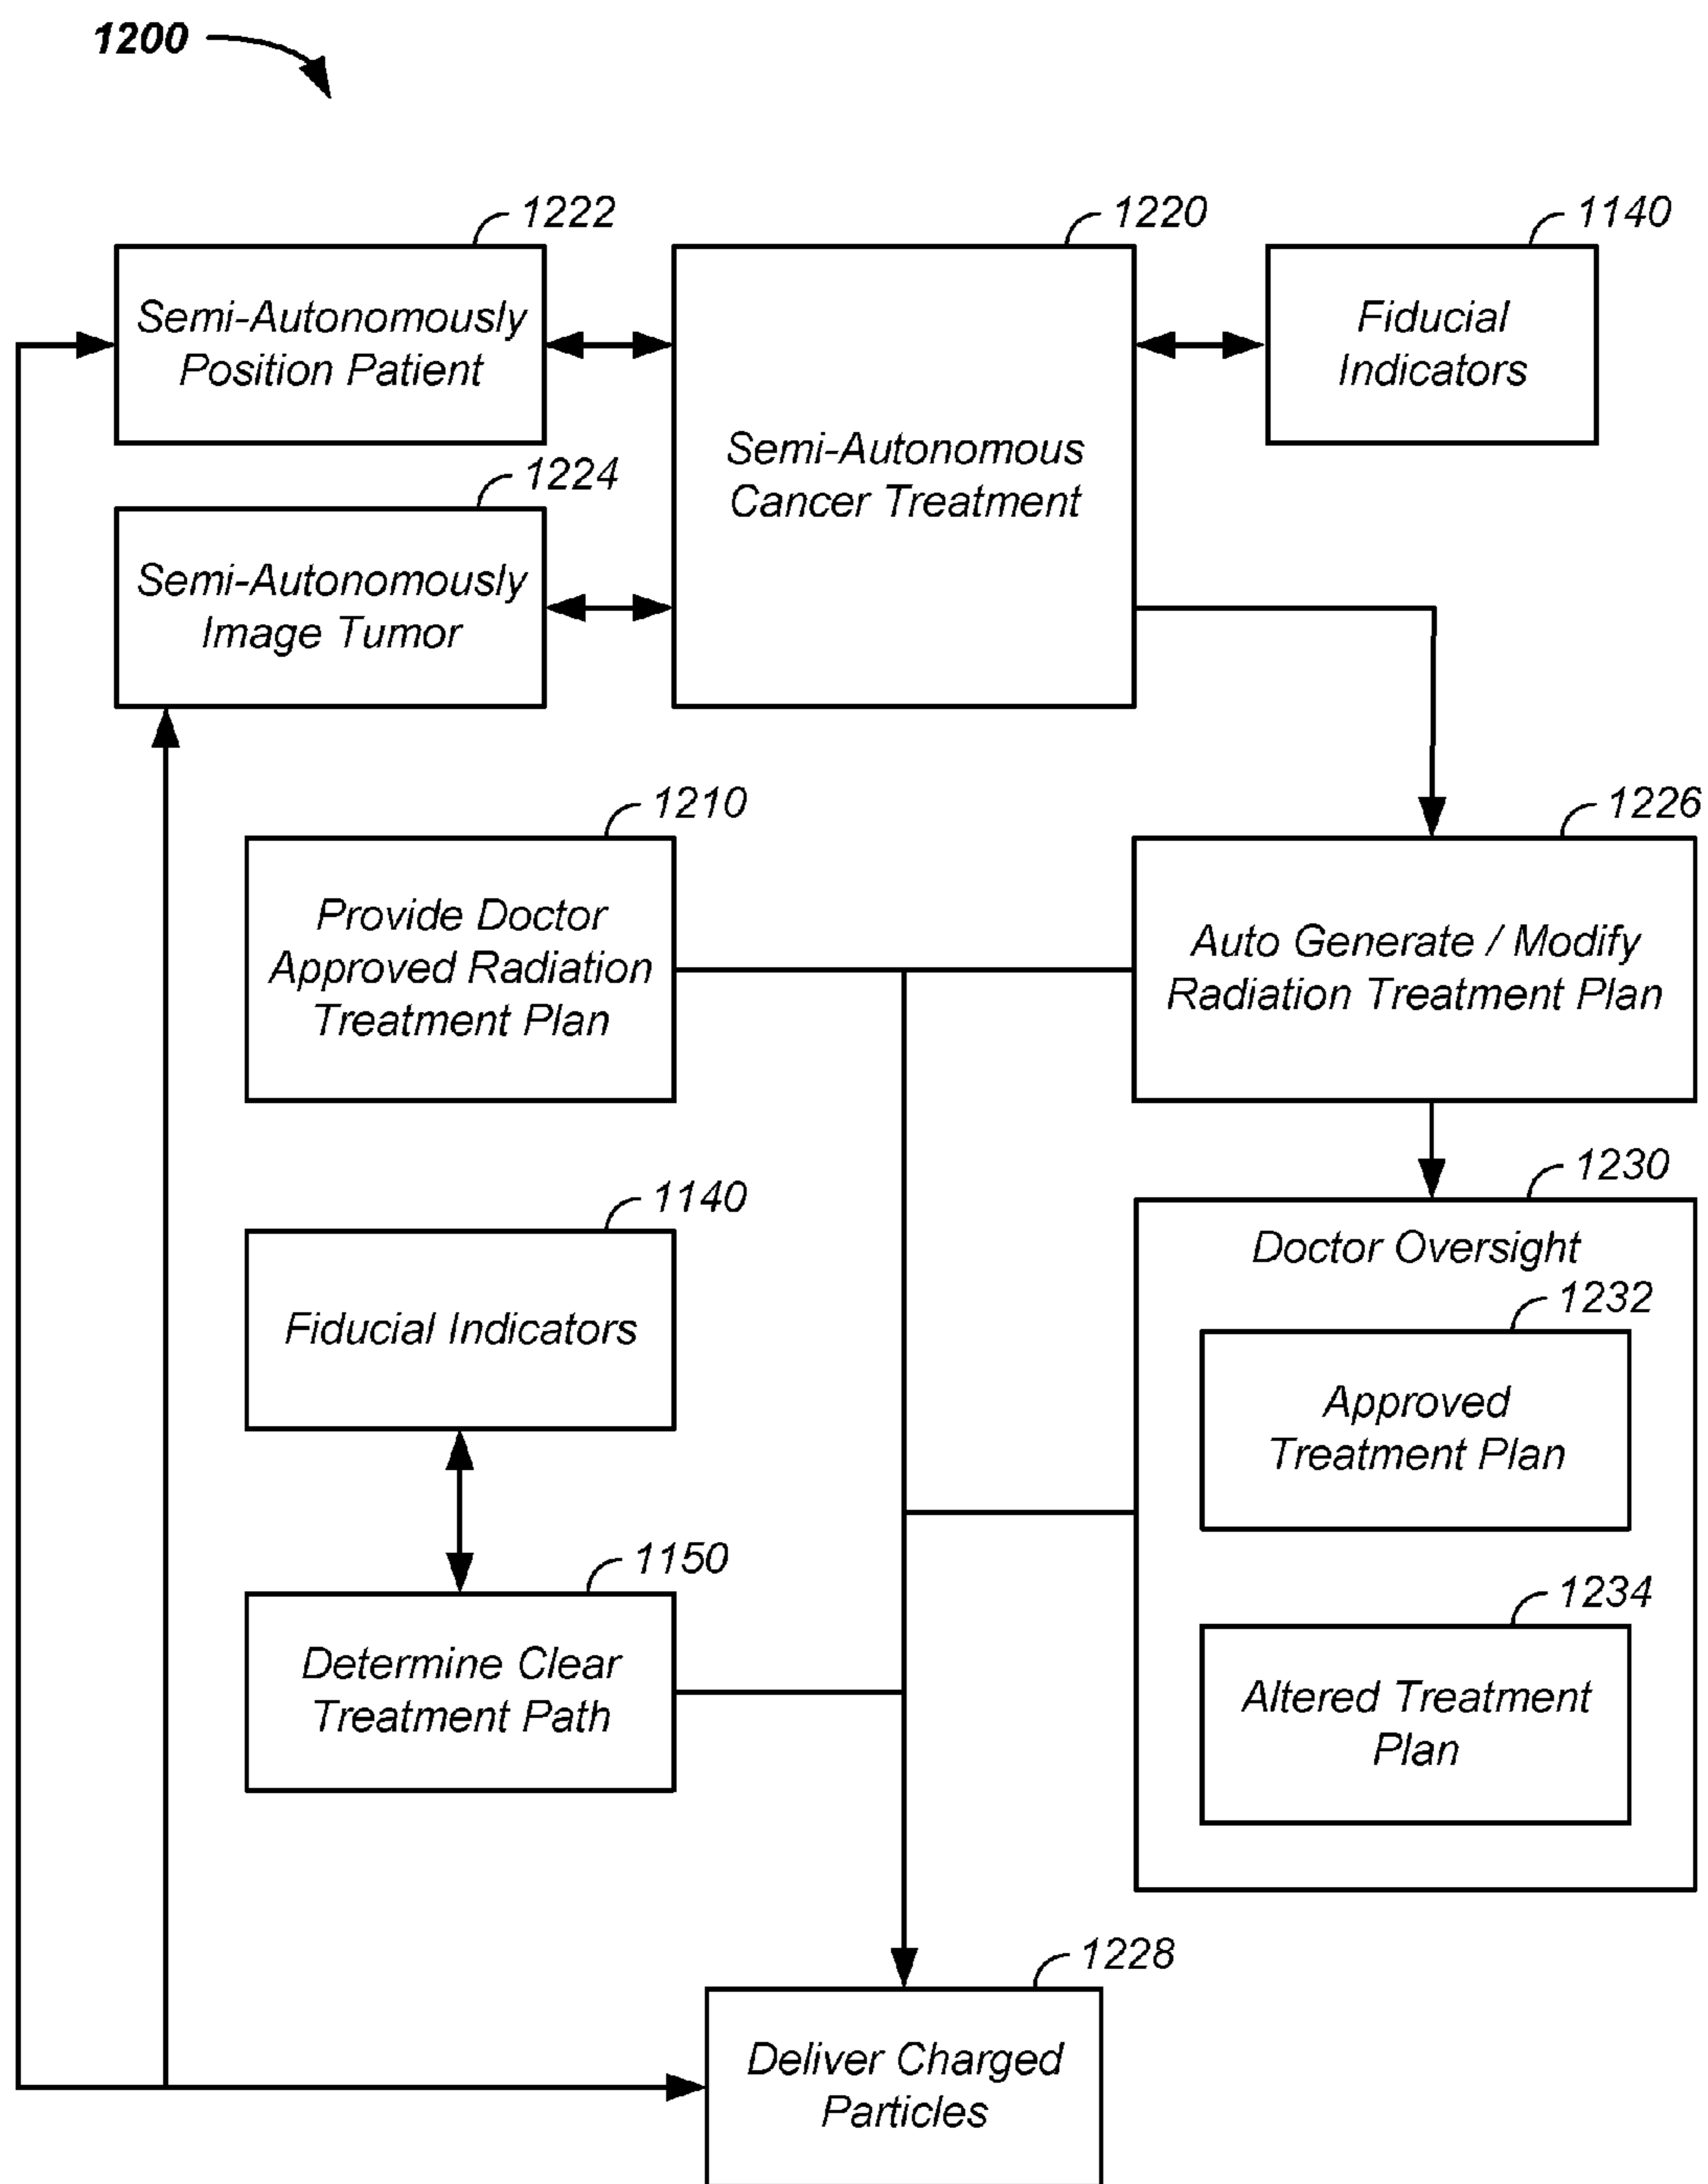 1200
1222
Semi-Autonomously
Position Patient
1220
Semi-Autonomous
Cancer Treatment
1140
Fiducial
Indicators
1224
Semi-Autonomously
Image Tumor
1210
Provide Doctor
Approved Radiation
Treatment Plan
1226
Auto Generate / Modify
Radiation Treatment Plan
1140
Fiducial Indicators
1230
Doctor Oversight
1232
Approved
Treatment Plan
1150
Determine Clear
Treatment Path
1234
Altered Treatment
Plan
1228
Deliver Charged
Particles